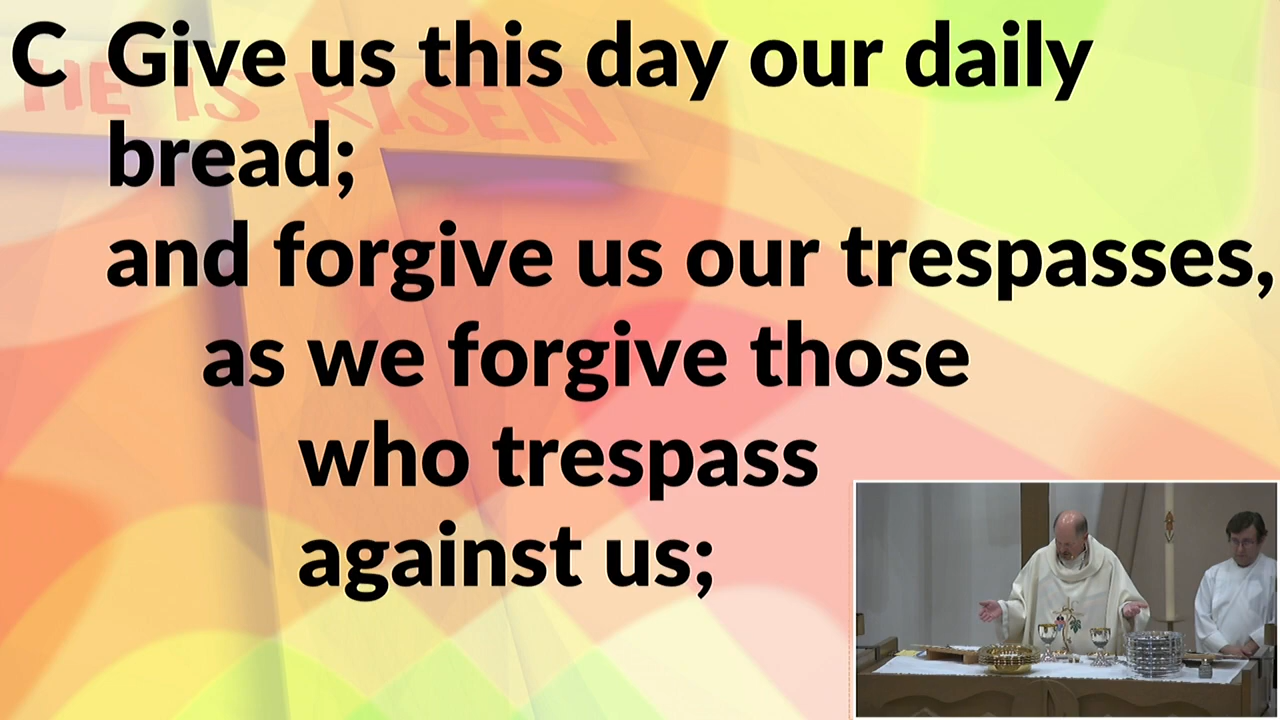 C Give us this day our daily
HE IS RISEN
bread;
and forgive us our trespasses,
as we forgive those
who trespass
against us;